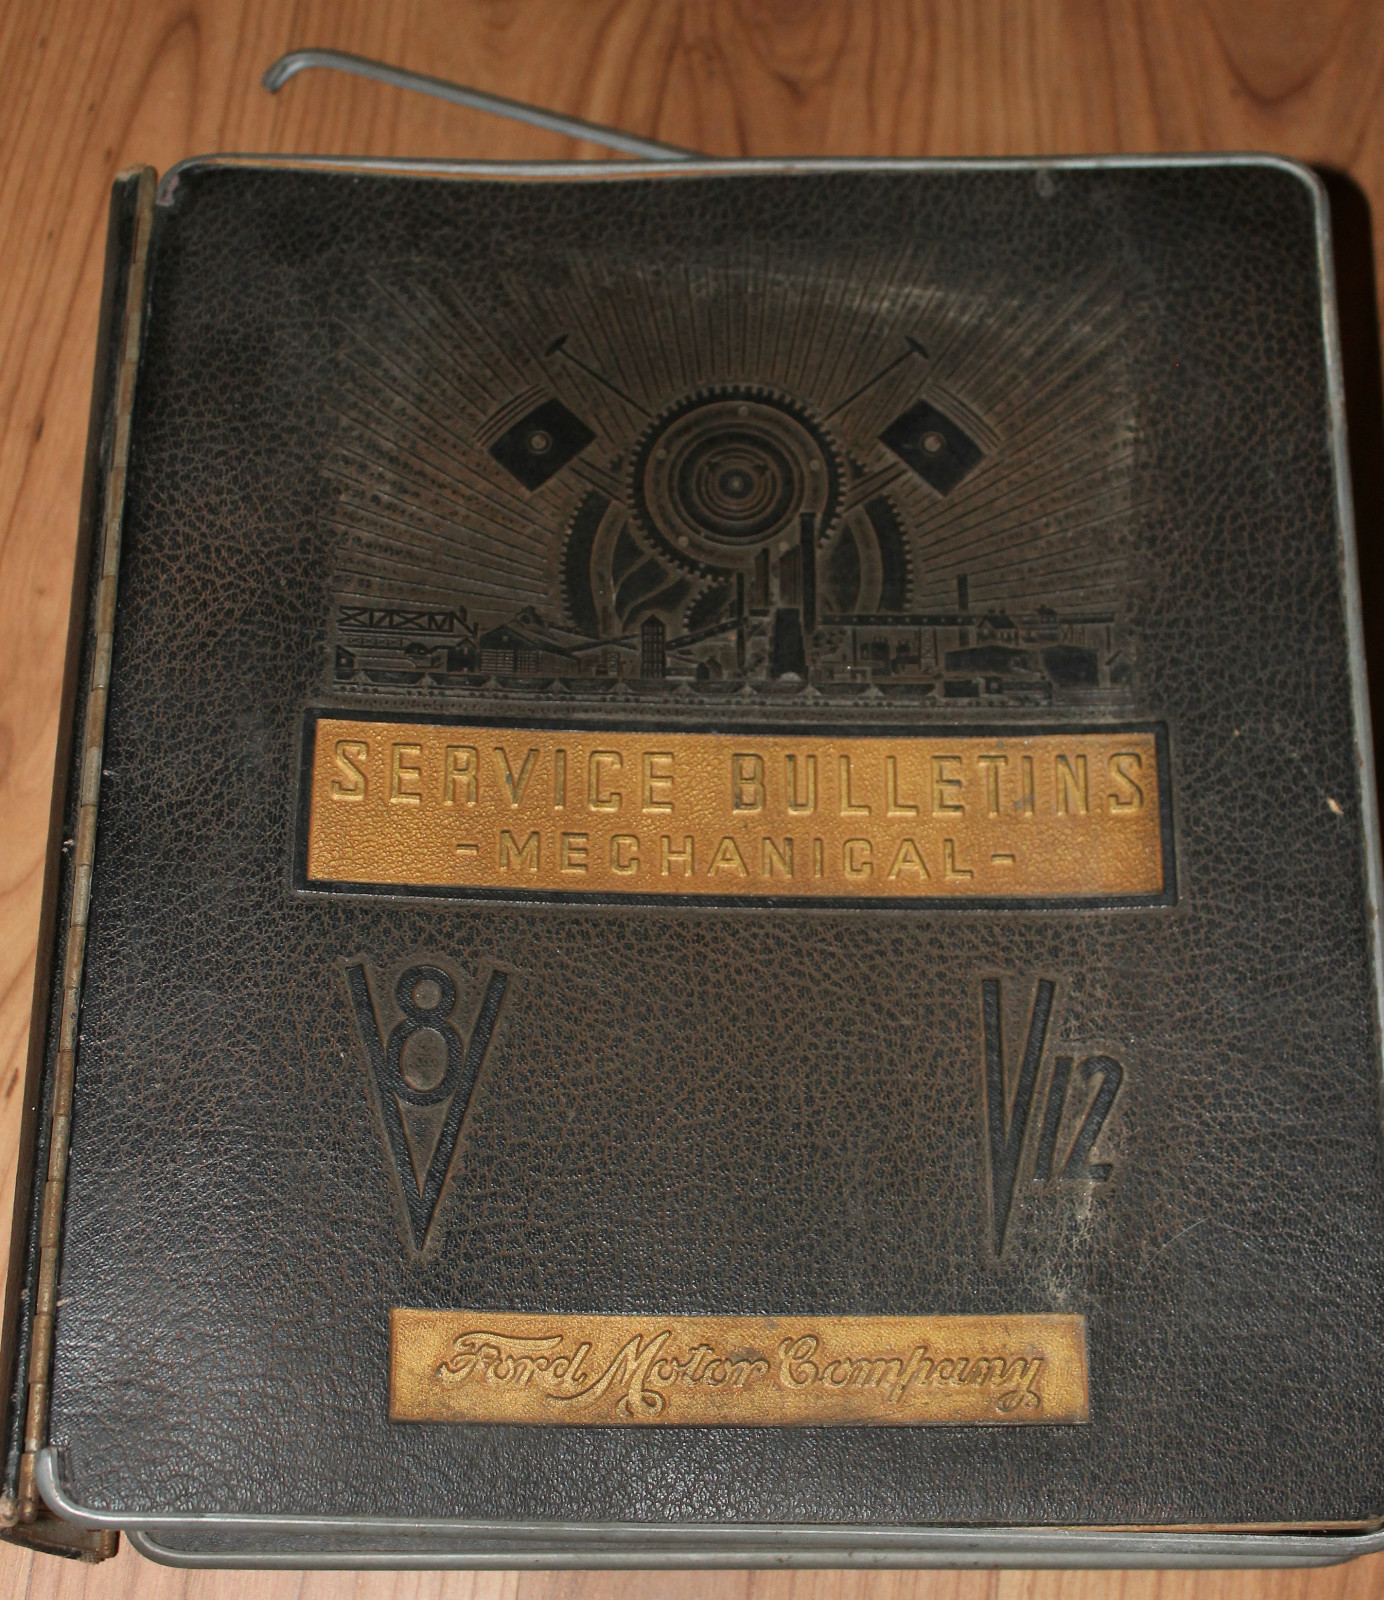 SERVICE BULLETINS
-MECHANICAL-
V8
V12
Ford Motor Company